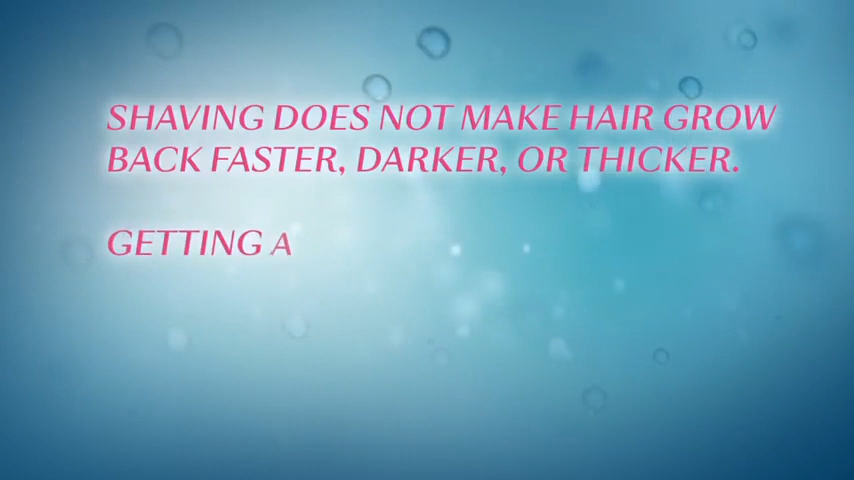 SHAVING DOES NOT MAKE HAIR GROW
BACK FASTER, DARKER, OR THICKER.
GETTING A